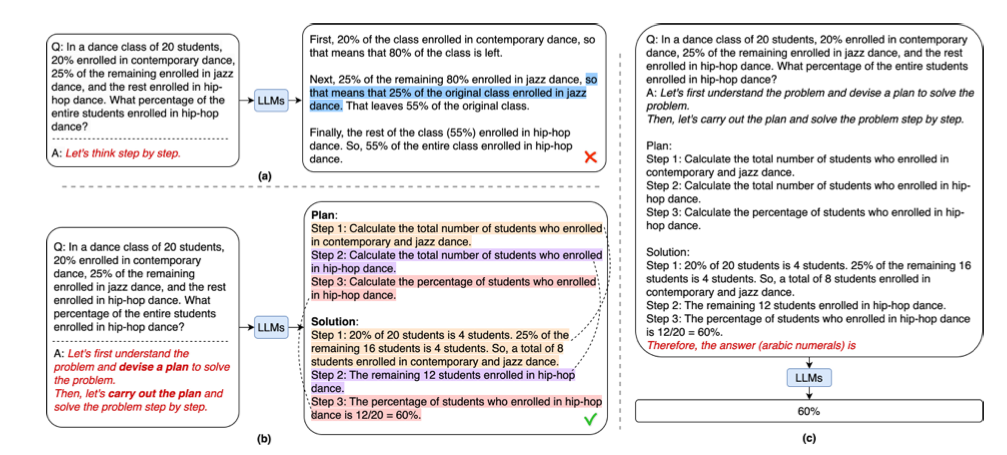 Q: In a dance class of 20 students,
20% enrolled in contemporary dance,
25% of the remaining enrolled in jazz
dance, and the rest enrolled in hip-
hop dance. What percentage of the
entire students enrolled in hip-hop
dance?
A: Let's think step by step.
LLMs
First, 20% of the class enrolled in contemporary dance, so
that means that 80% of the class is left.
Next, 25% of the remaining 80% enrolled in jazz dance, so
that means that 25% of the original class enrolled in jazz
dance. That leaves 55% of the original class.
Finally, the rest of the class (55%) enrolled in hip-hop
dance. So, 55% of the entire class enrolled in hip-hop
dance.
(a)
Q: In a dance class of 20 students,
20% enrolled in contemporary
dance, 25% of the remaining
enrolled in jazz dance, and the rest
enrolled in hip-hop dance. What
percentage of the entire students
enrolled in hip-hop dance?
A: Let's first understand the
problem and devise a plan to solve
the problem.
Then, let's carry out the plan and
solve the problem step by step.
LLMs
Plan:
Step 1: Calculate the total number of students who enrolled
in contemporary and jazz dance.
Step 2: Calculate the total number of students who enrolled
in hip-hop dance.
Step 3: Calculate the percentage of students who enrolled
in hip-hop dance.
Solution:
Step 1: 20% of 20 students is 4 students. 25% of the
remaining 16 students is 4 students. So, a total of 8
students enrolled in contemporary and jazz dance.
Step 2: The remaining 12 students enrolled in hip-hop
dance.
Step 3: The percentage of students who enrolled in hip-hop
dance is 12/20 = 60%.
(b)
Q: In a dance class of 20 students, 20% enrolled in contemporary
dance, 25% of the remaining enrolled in jazz dance, and the rest
enrolled in hip-hop dance. What percentage of the entire students
enrolled in hip-hop dance?
A: Let's first understand the problem and devise a plan to solve the
problem.
Then, let's carry out the plan and solve the problem step by step.
Plan:
Step 1: Calculate the total number of students who enrolled in
contemporary and jazz dance.
Step 2: Calculate the total number of students who enrolled in hip-
hop dance.
Step 3: Calculate the percentage of students who enrolled in hip-
hop dance.
Solution:
Step 1: 20% of 20 students is 4 students. 25% of the remaining 16
students is 4 students. So, a total of 8 students enrolled in
contemporary and jazz dance.
Step 2: The remaining 12 students enrolled in hip-hop dance.
Step 3: The percentage of students who enrolled in hip-hop dance
is 12/20 = 60%.
Therefore, the answer (arabic numerals) is
LLMs
60%
(c)